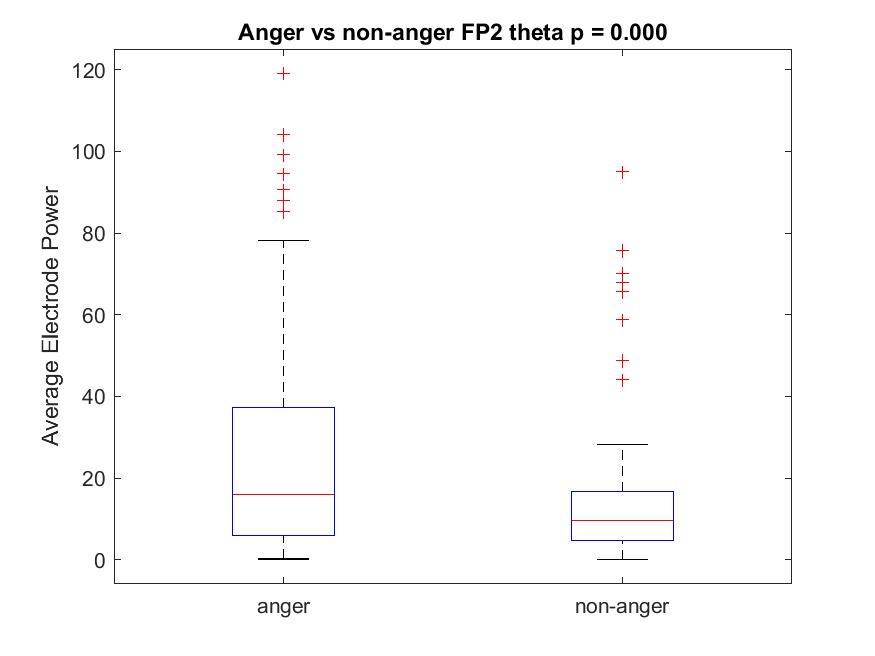 Anger vs non-anger FP2 theta p = 0.000
Average Electrode Power
120
100
80
60
40
20
0
anger
non-anger